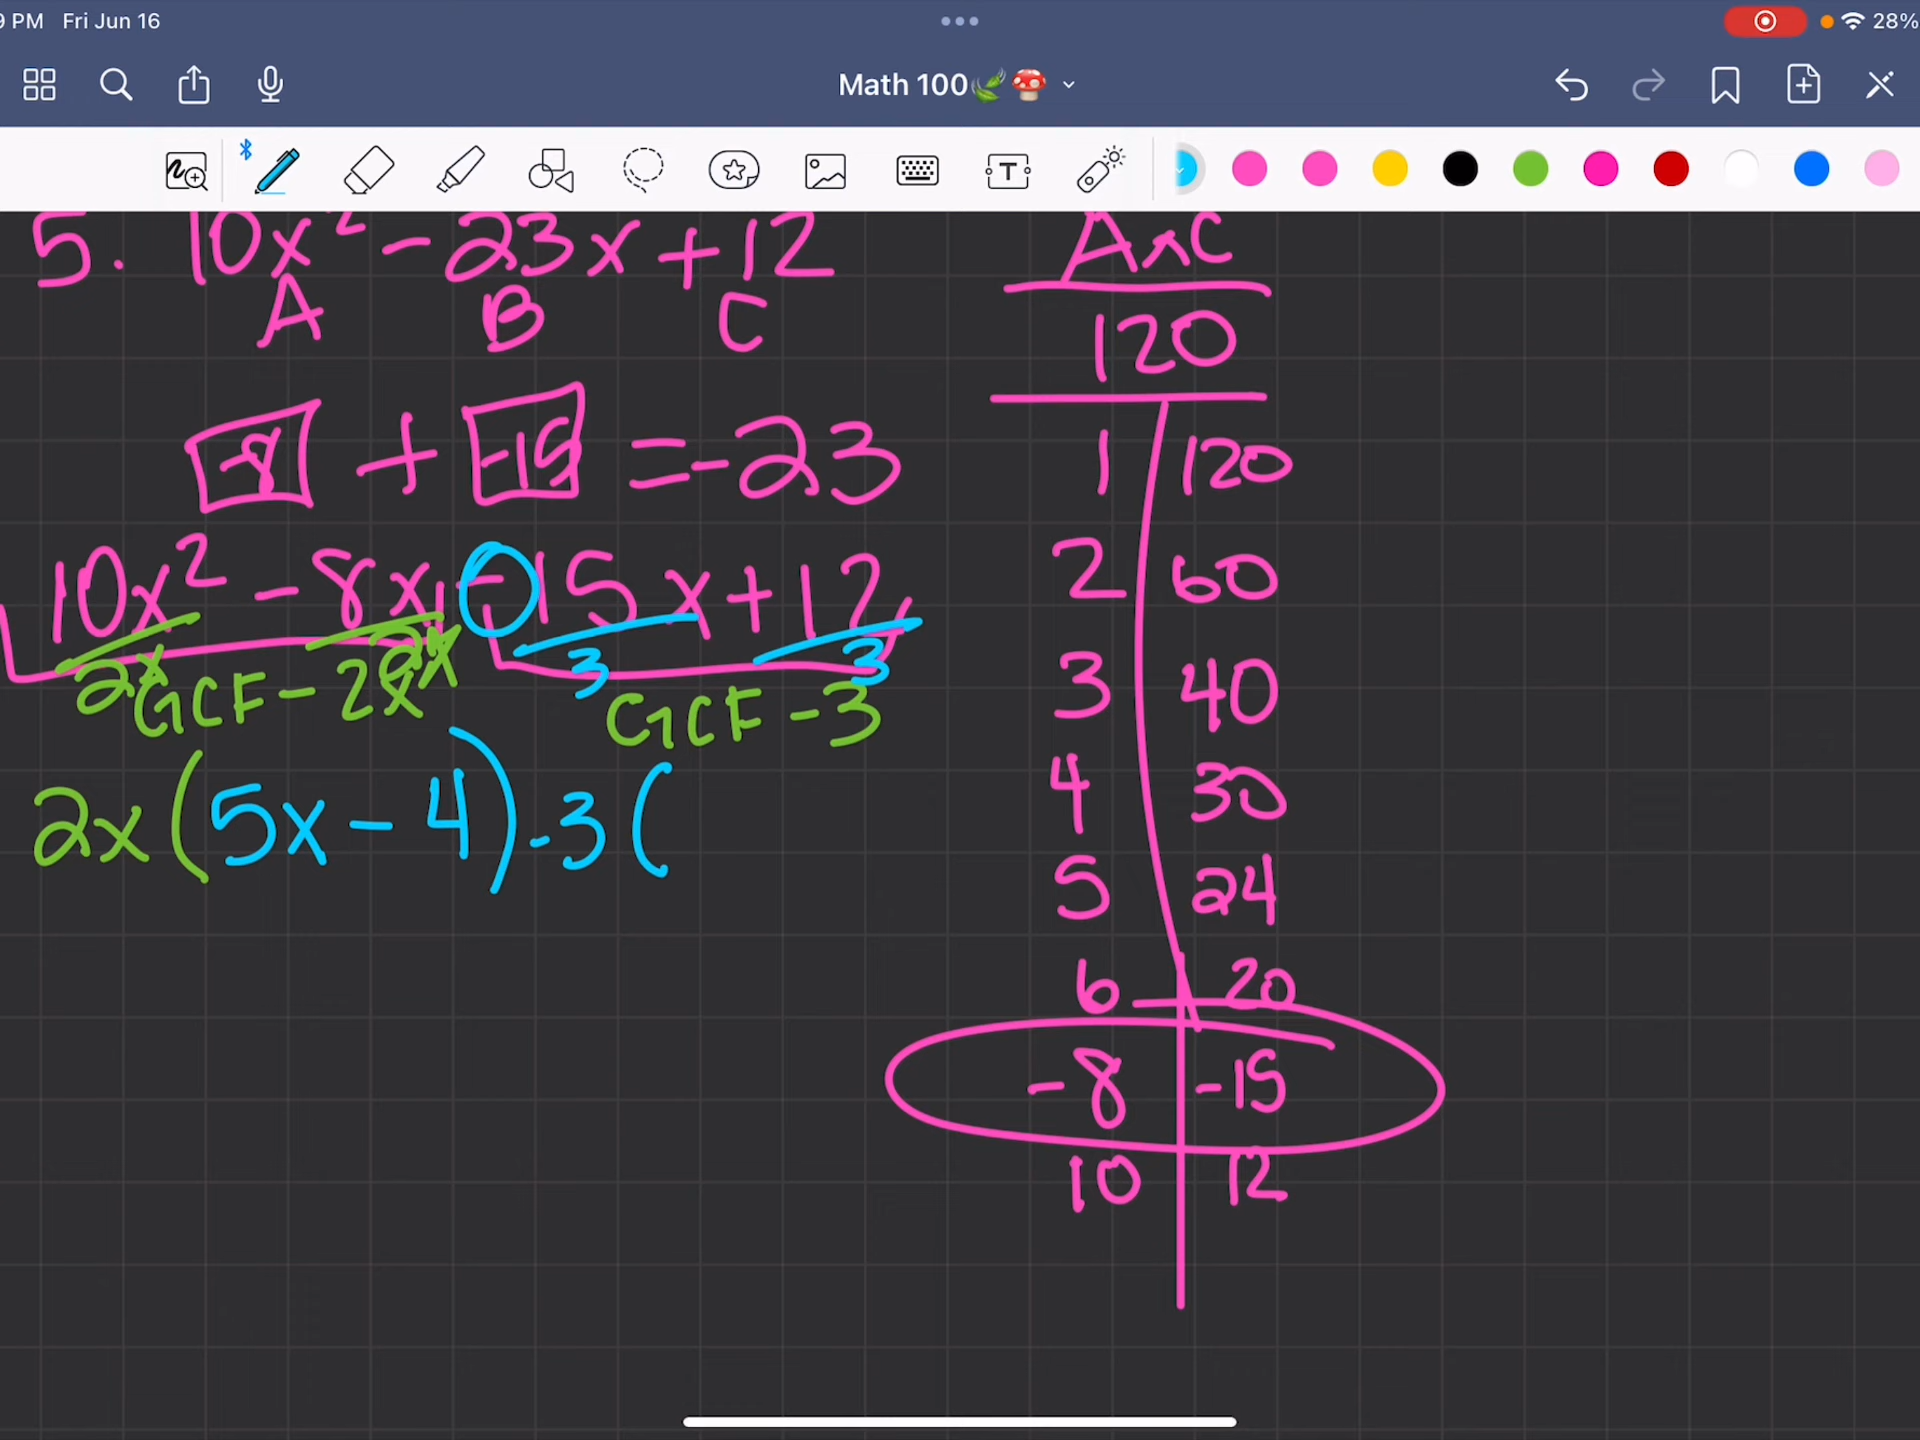 9 PM Fri Jun 16
28%
Math 100🌿🍄
T
5. 10x² - 23x + 12
A B C
-8 + -15 = -23
10x² - 8x - 15x + 12
2x 2x 3 3
GCF - 2x GCF - 3
2x (5x - 4) - 3 (
AxC
120
1 120
2 60
3 40
4 30
5 24
6 20
-8 -15
10 12